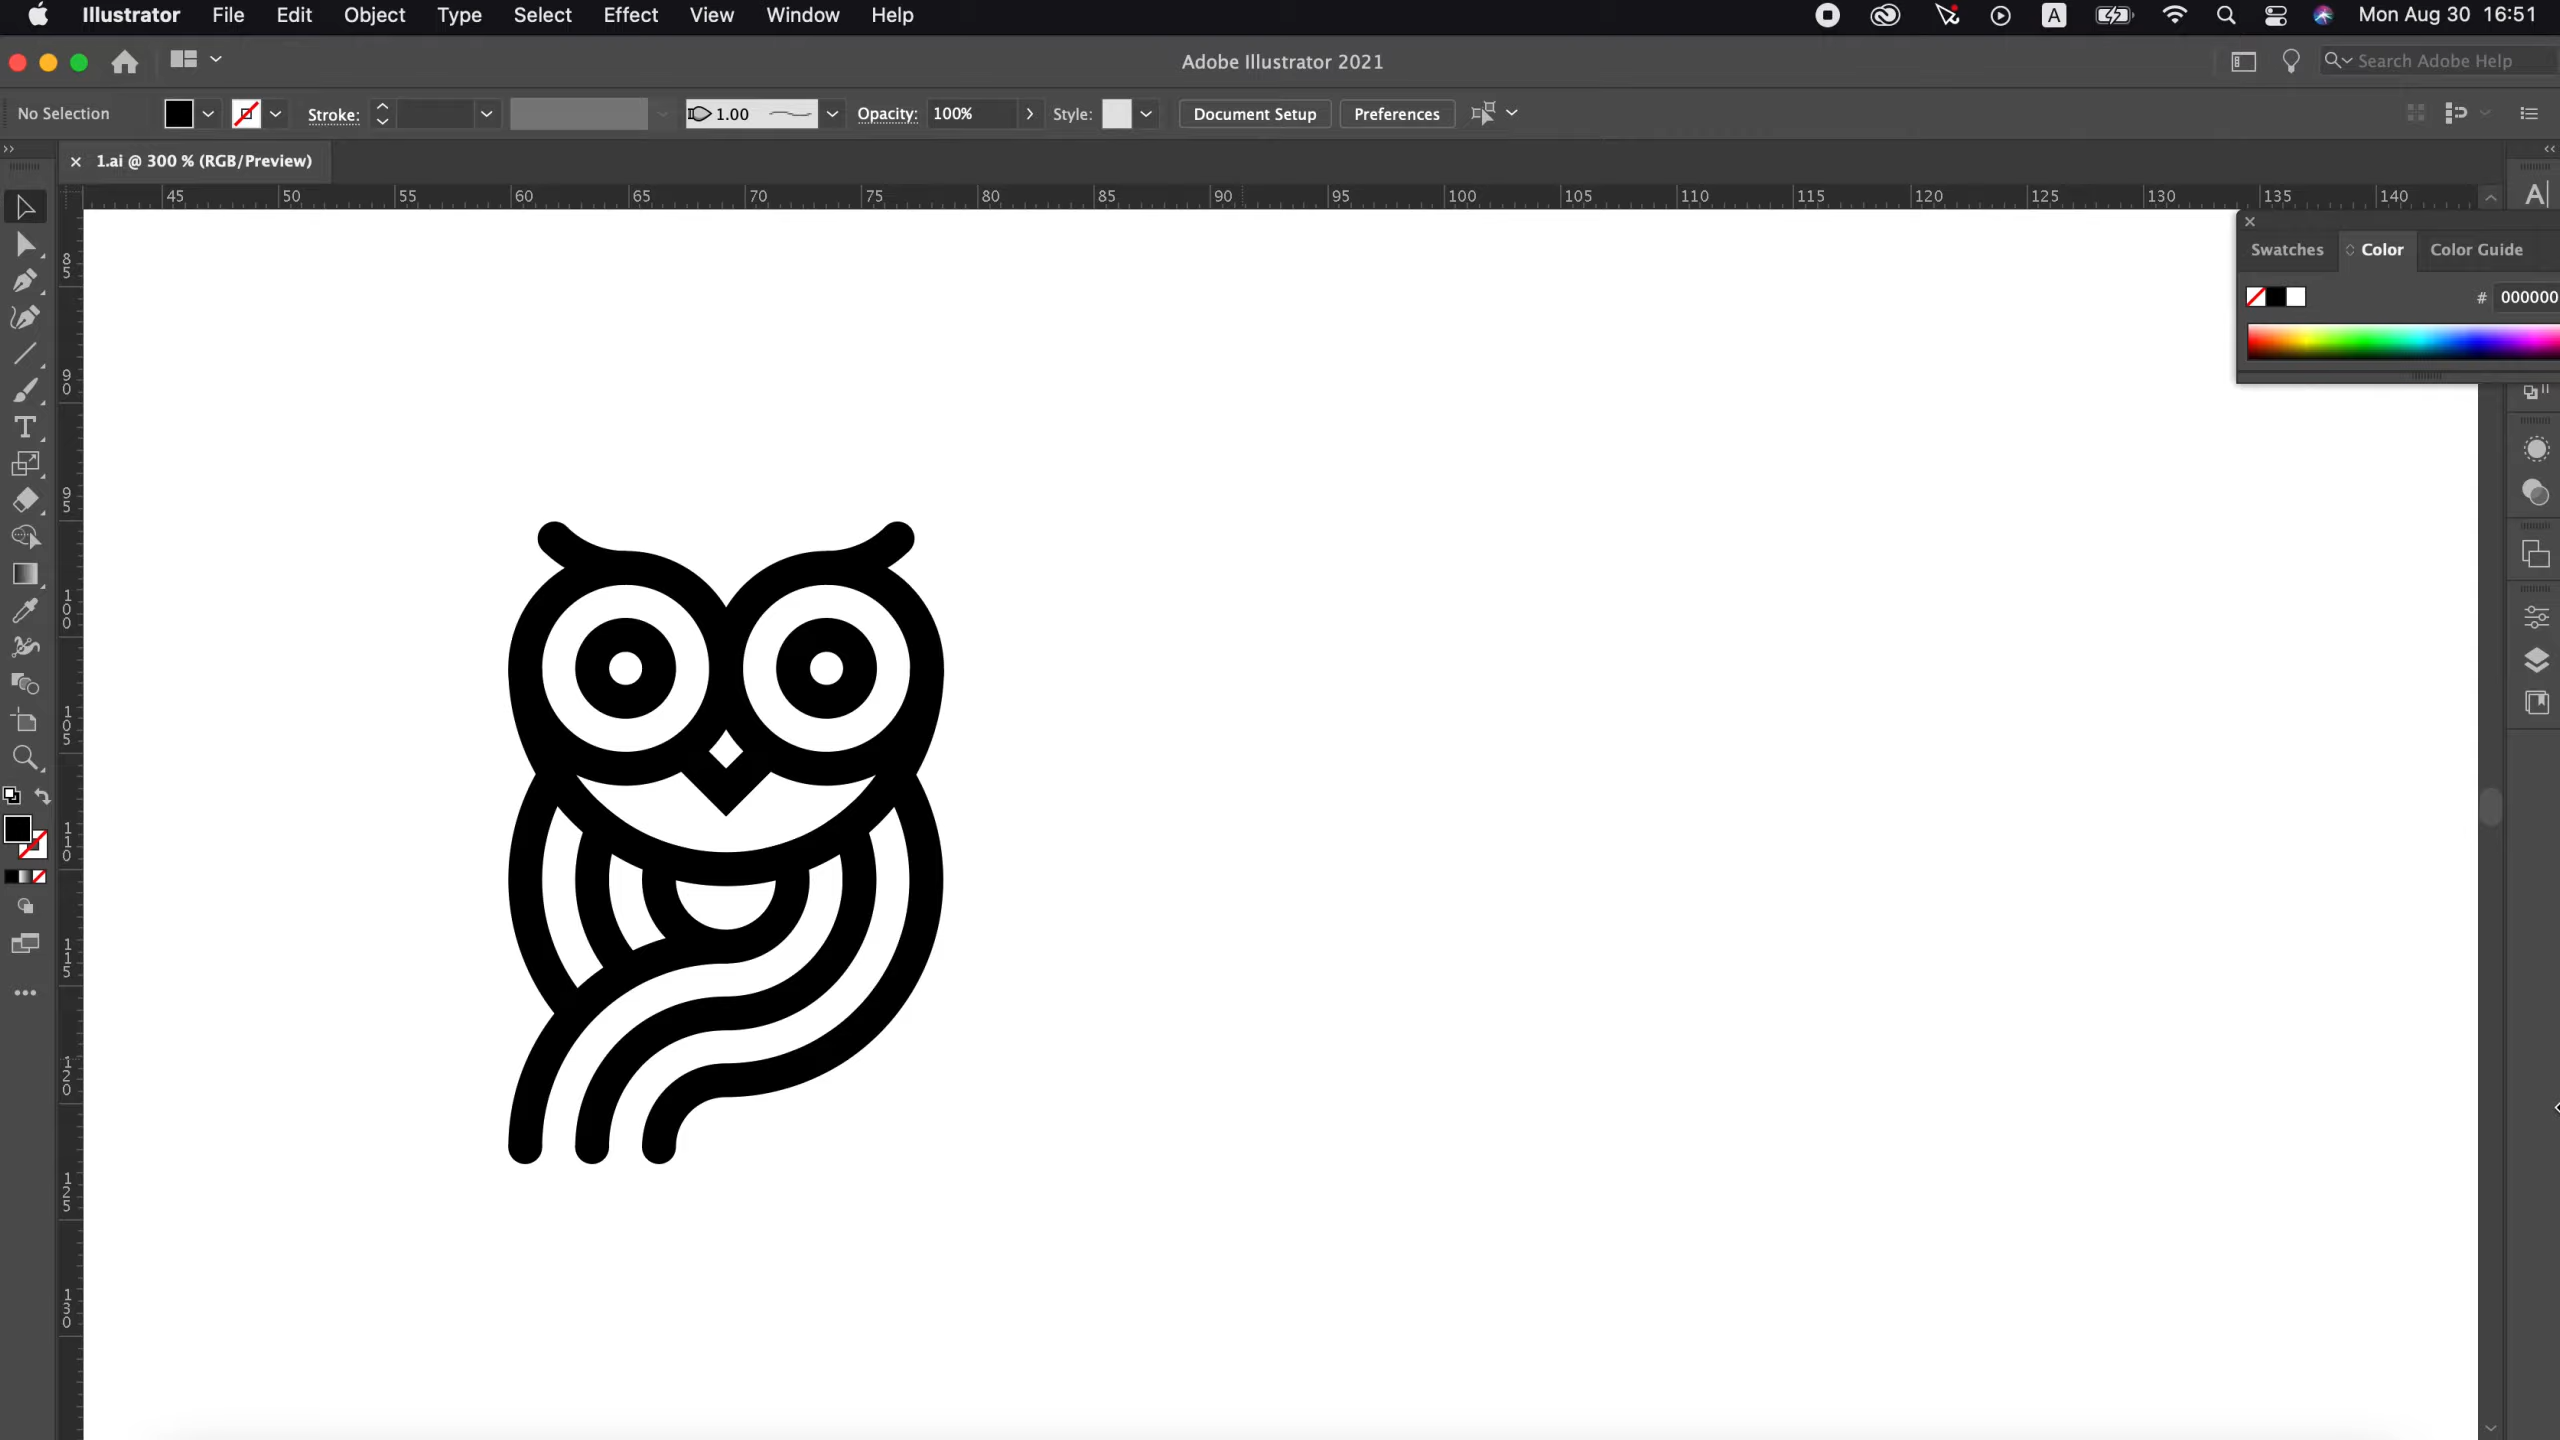 Illustrator File Edit Object Type Select Effect View Window Help A Mon Aug 30 16:51
Adobe Illustrator 2021 Search Adobe Help
No Selection Stroke: 1.00 Opacity: 100% Style: Document Setup Preferences
1.ai @ 300 % (RGB/Preview)
45 50 55 60 65 70 75 80 85 90 95 100 105 110 115 120 125 130 135 140
A
Swatches Color Color Guide
# 000000
85
90
95
100
105
110
115
120
125
130